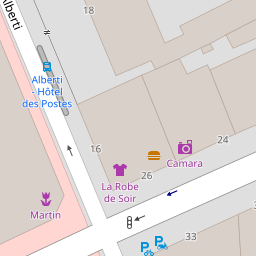 18
Alberti
Alberti
- Hôtel
des Postes
16
24
Camara
La Robe
de Soir
26
Martin
33